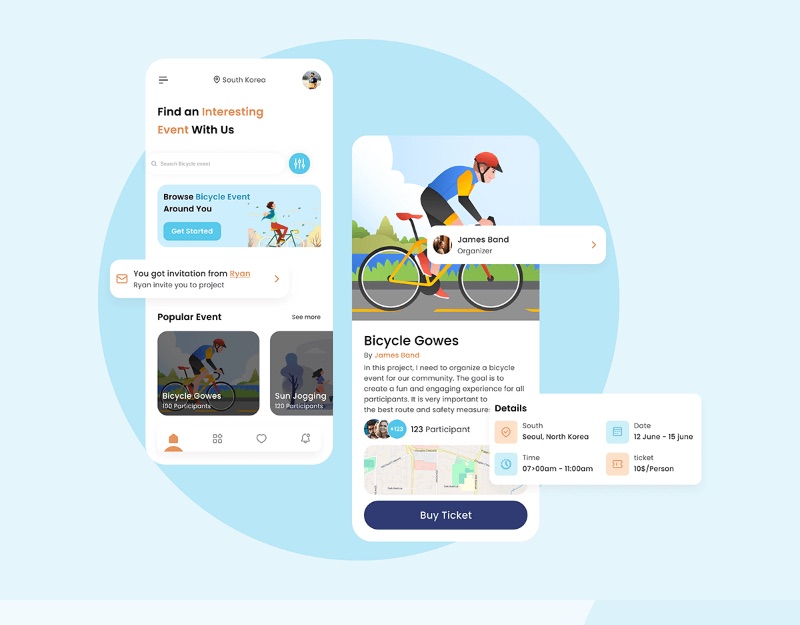 South Korea
Find an Interesting
Event With Us
Search Bicycle event
Browse Bicycle Event
Around You
Get Started
You got invitation from Ryan
Ryan invite you to project
Popular Event
See more
Bicycle Gowes
190 Participants
Sun Jogging
120 Participants
James Band
Organizer
Bicycle Gowes
By James Band
In this project, I need to organize a bicycle
event for our community. The goal is to
create a fun and engaging experience for all
participants. It is very important to
the best route and safety measures
+123
123 Participant
Buy Ticket
Details
South
Seoul, North Korea
Date
12 June - 15 june
Time
07>00am - 11:00am
ticket
10$/Person